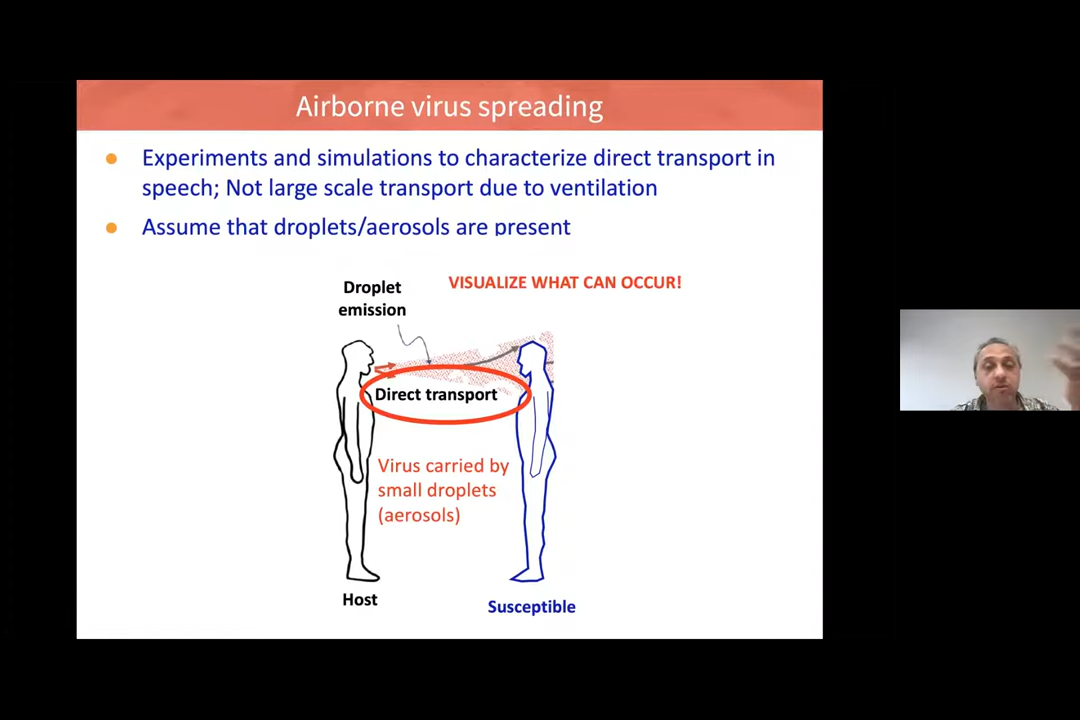 Airborne virus spreading
Experiments and simulations to characterize direct transport in
speech; Not large scale transport due to ventilation
Assume that droplets/aerosols are present
VISUALIZE WHAT CAN OCCUR!
Droplet
emission
Direct transport
Virus carried by
small droplets
(aerosols)
Host
Susceptible